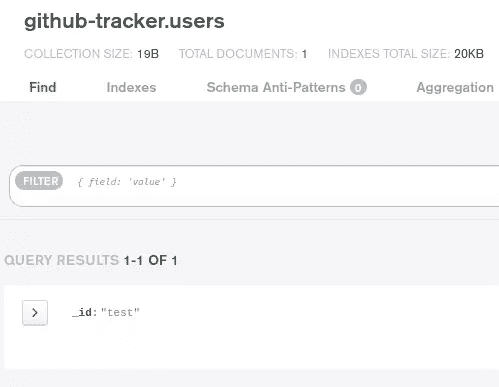 github-tracker.users
COLLECTION SIZE: 19B TOTAL DOCUMENTS: 1 INDEXES TOTAL SIZE: 20KB
Find Indexes Schema Anti-Patterns 0 Aggregation
FILTER { field: 'value' }
QUERY RESULTS 1-1 OF 1
_id: "test"